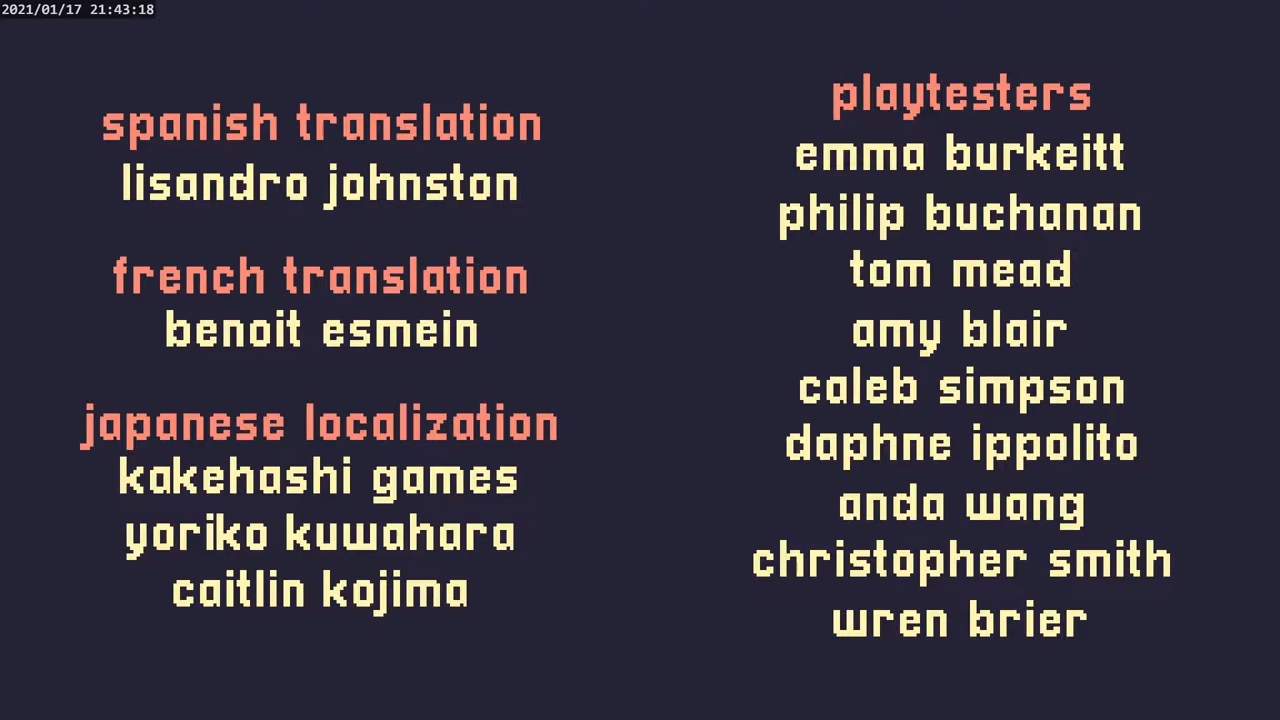 2021/01/17 21:43:18
spanish translation
lisandro johnston
french translation
benoit esmein
japanese localization
kakehashi games
yoriko kuwahara
caitlin kojima
playtesters
emma burkeitt
philip buchanan
tom mead
amy blair
caleb simpson
daphne ippolito
anda wang
christopher smith
wren brier